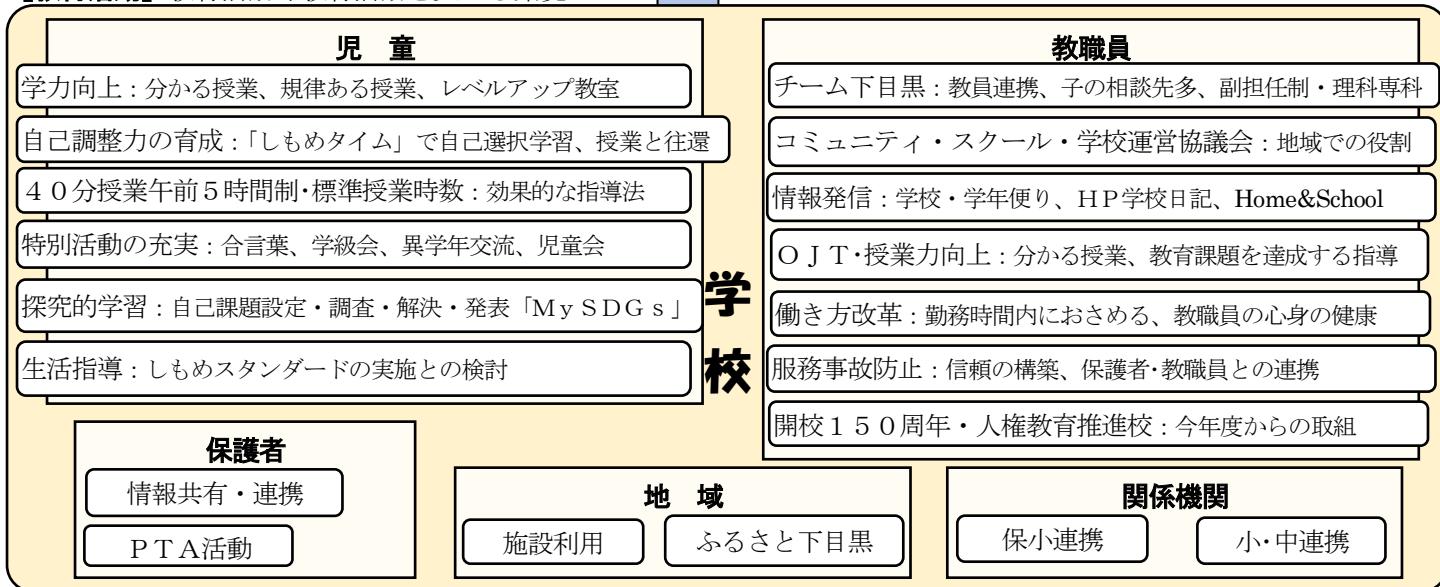 児 童
学力向上：分かる授業、規律ある授業、レベルアップ教室
自己調整力の育成：「しもめタイム」で自己選択学習、授業と往還
４０分授業午前５時間制・標準授業時数：効果的な指導法
特別活動の充実：合言葉、学級会、異学年交流、児童会
探究的学習：自己課題設定・調査・解決・発表「Ｍｙ ＳＤＧｓ」
生活指導：しもめスタンダードの実施との検討
学校
教職員
チーム下目黒：教員連携、子の相談先多、副担任制・理科専科
コミュニティ・スクール・学校運営協議会：地域での役割
情報発信：学校・学年便り、ＨＰ学校日記、Home&School
ＯＪＴ・授業力向上：分かる授業、教育課題を達成する指導
働き方改革：勤務時間内におさめる、教職員の心身の健康
服務事故防止：信頼の構築、保護者・教職員との連携
開校１５０周年・人権教育推進校：今年度からの取組
保護者
情報共有・連携
ＰＴＡ活動
地 域
施設利用
ふるさと下目黒
関係機関
保小連携
小・中連携